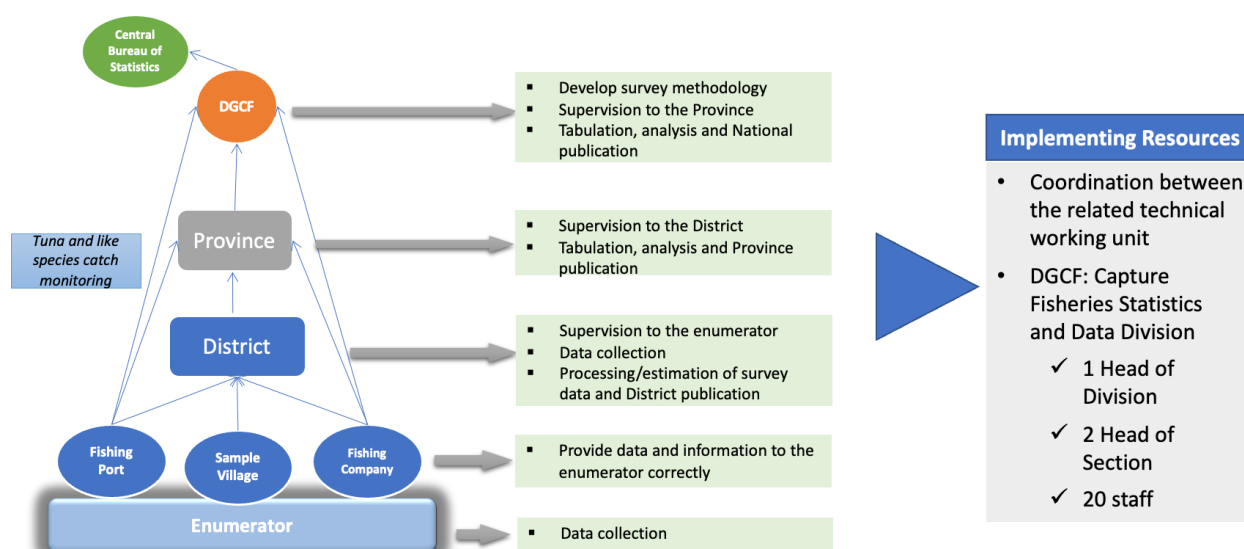 Central
Bureau of
Statistics
DGCF
▪ Develop survey methodology
▪ Supervision to the Province
▪ Tabulation, analysis and National
publication
Tuna and like
species catch
monitoring
Province
▪ Supervision to the District
▪ Tabulation, analysis and Province
publication
District
▪ Supervision to the enumerator
▪ Data collection
▪ Processing/estimation of survey
data and District publication
Fishing
Port
Sample
Village
Fishing
Company
▪ Provide data and information to the
enumerator correctly
Enumerator
▪ Data collection
Implementing Resources
• Coordination between
the related technical
working unit
• DGCF: Capture
Fisheries Statistics
and Data Division
✓ 1 Head of
Division
✓ 2 Head of
Section
✓ 20 staff